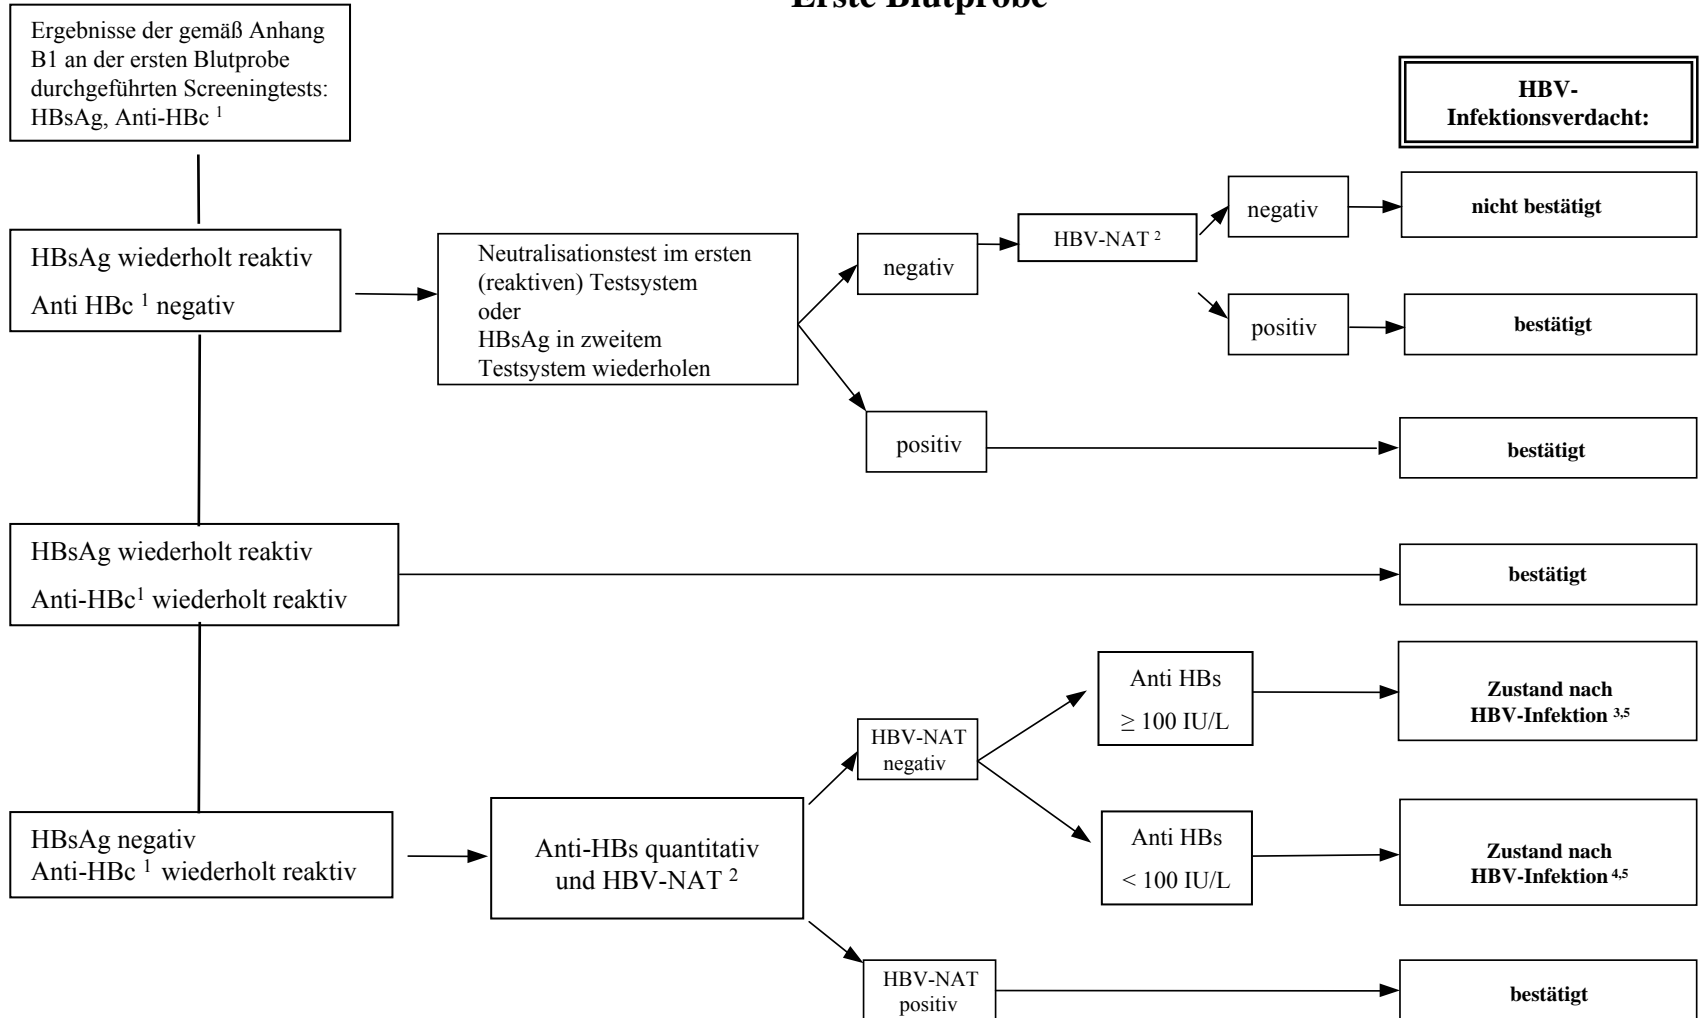 Erste Blutprobe
Ergebnisse der gemäß Anhang
B1 an der ersten Blutprobe
durchgeführten Screeningtests:
HBsAg, Anti-HBc ¹
HBV-
Infektionsverdacht:
HBsAg wiederholt reaktiv
Anti HBc ¹ negativ
Neutralisationstest im ersten
(reaktiven) Testsystem
oder
HBsAg in zweitem
Testsystem wiederholen
negativ
HBV-NAT ²
negativ
nicht bestätigt
positiv
bestätigt
positiv
bestätigt
HBsAg wiederholt reaktiv
Anti-HBc¹ wiederholt reaktiv
bestätigt
HBsAg negativ
Anti-HBc ¹ wiederholt reaktiv
Anti-HBs quantitativ
und HBV-NAT ²
HBV-NAT
negativ
Anti HBs
≥ 100 IU/L
Zustand nach
HBV-Infektion ³,⁵
Anti HBs
< 100 IU/L
Zustand nach
HBV-Infektion ⁴,⁵
HBV-NAT
positiv
bestätigt